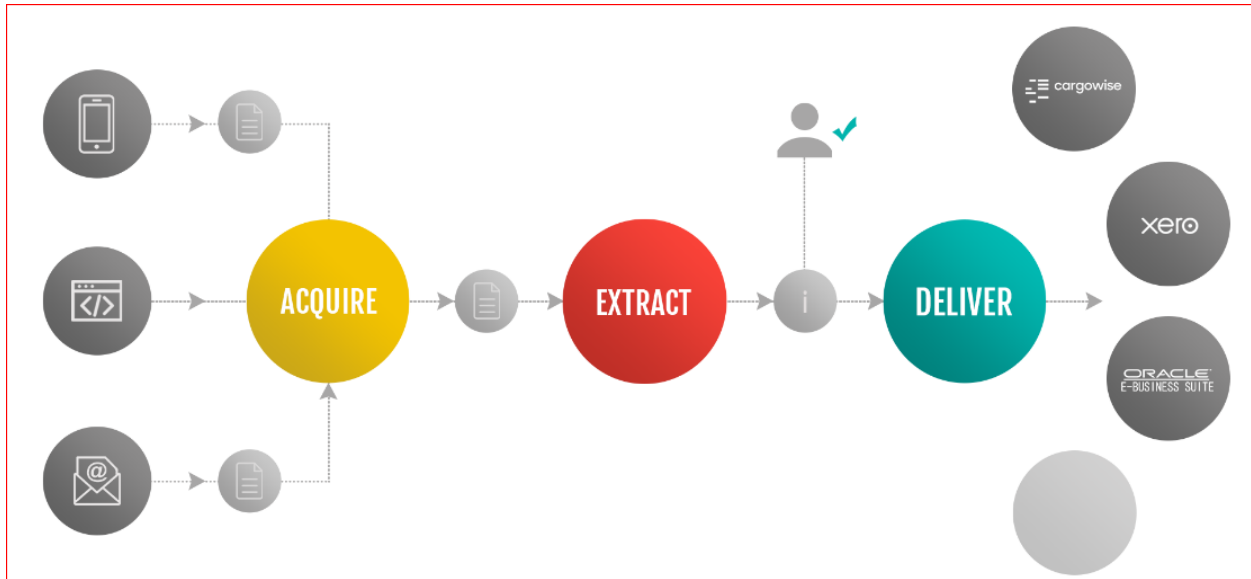 cargowise
xero
ACQUIRE
EXTRACT
i
DELIVER
ORACLE
E-BUSINESS SUITE
</>
@